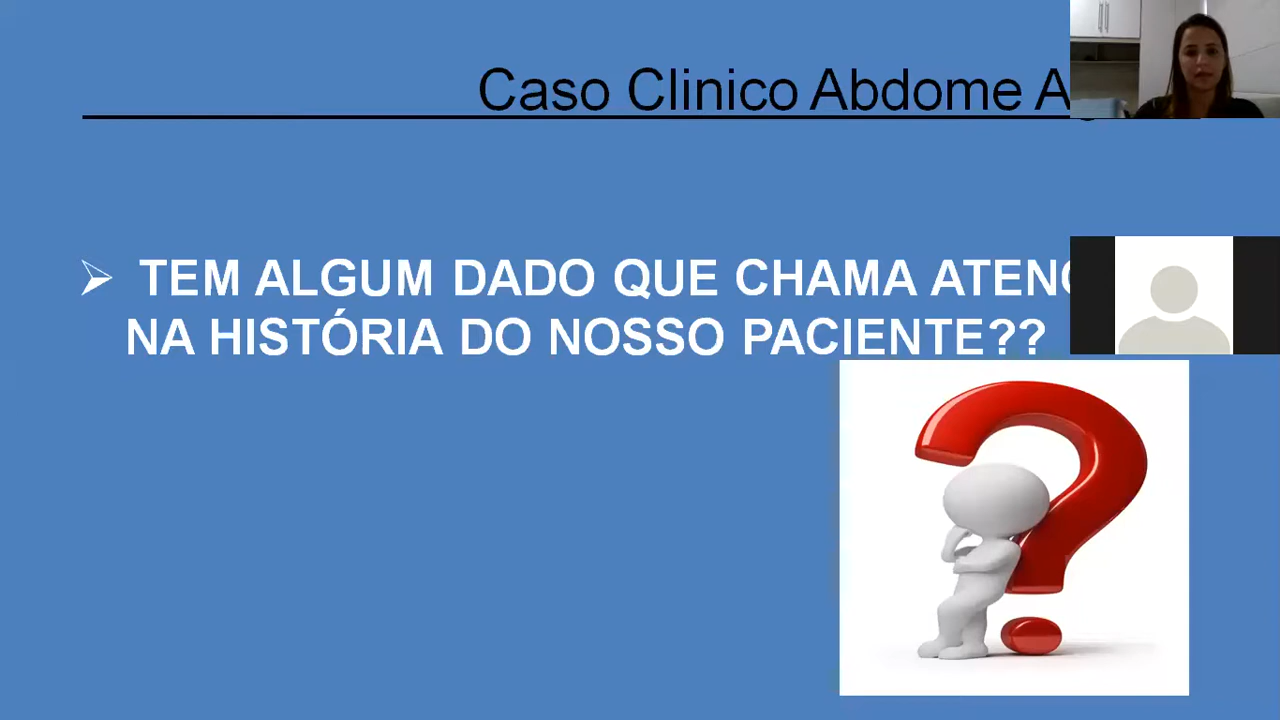 Caso Clinico Abdome A
TEM ALGUM DADO QUE CHAMA
NA HISTÓRIA DO NOSSO PACIENTE??